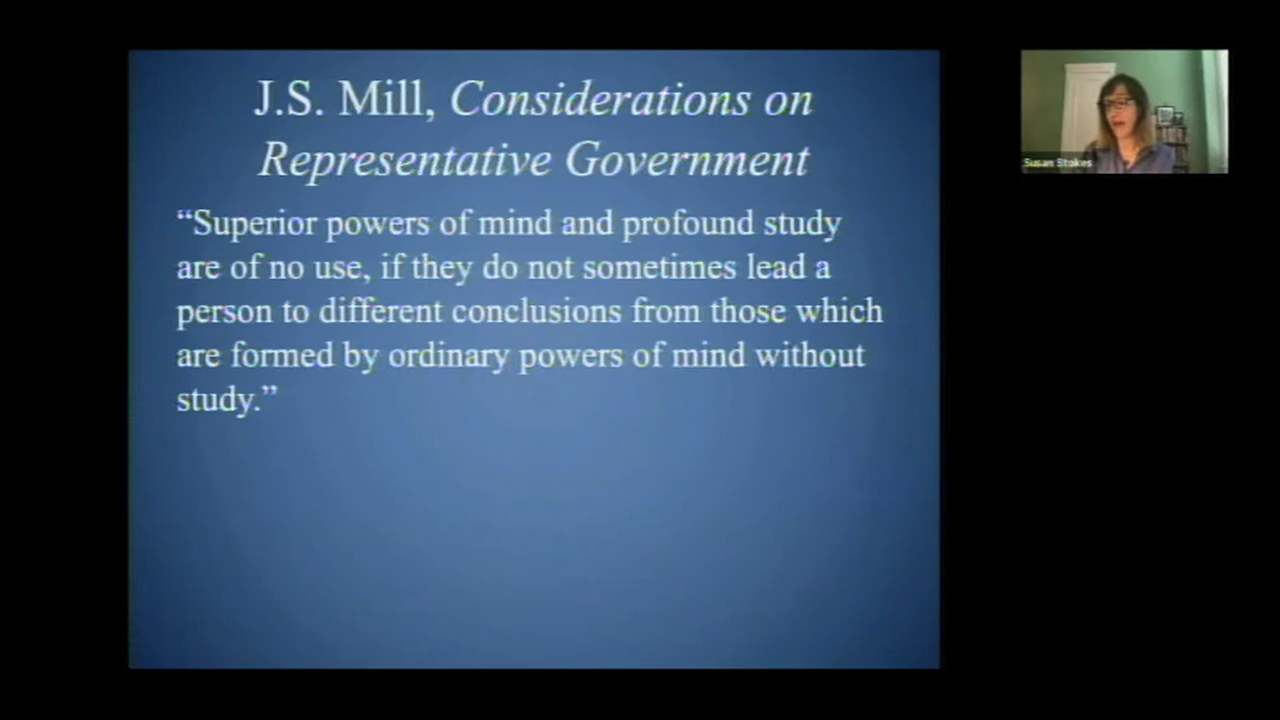 J.S. Mill, Considerations on
Representative Government
“Superior powers of mind and profound study
are of no use, if they do not sometimes lead a
person to different conclusions from those which
are formed by ordinary powers of mind without
study.”
Susan Stokes